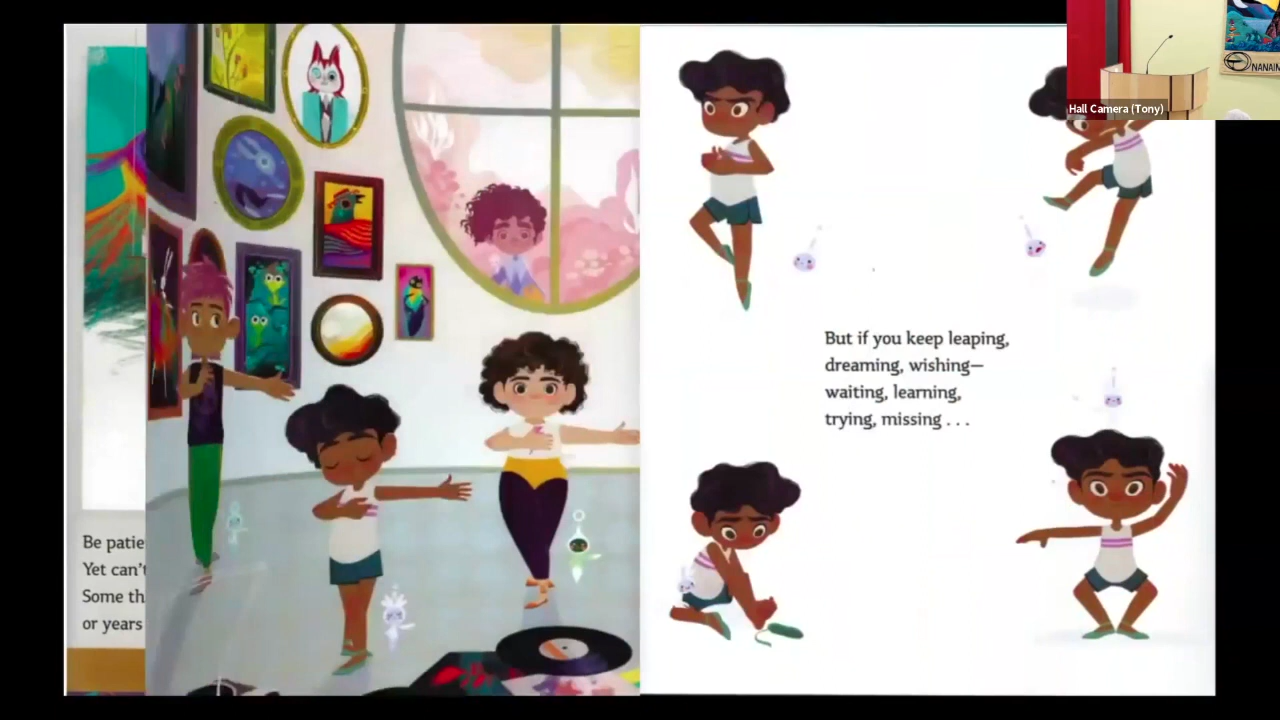 Be patie
Yet can't
Some th
or years
But if you keep leaping,
dreaming, wishing—
waiting, learning,
trying, missing . . .
Hall Camera (Tony)
NANAIM